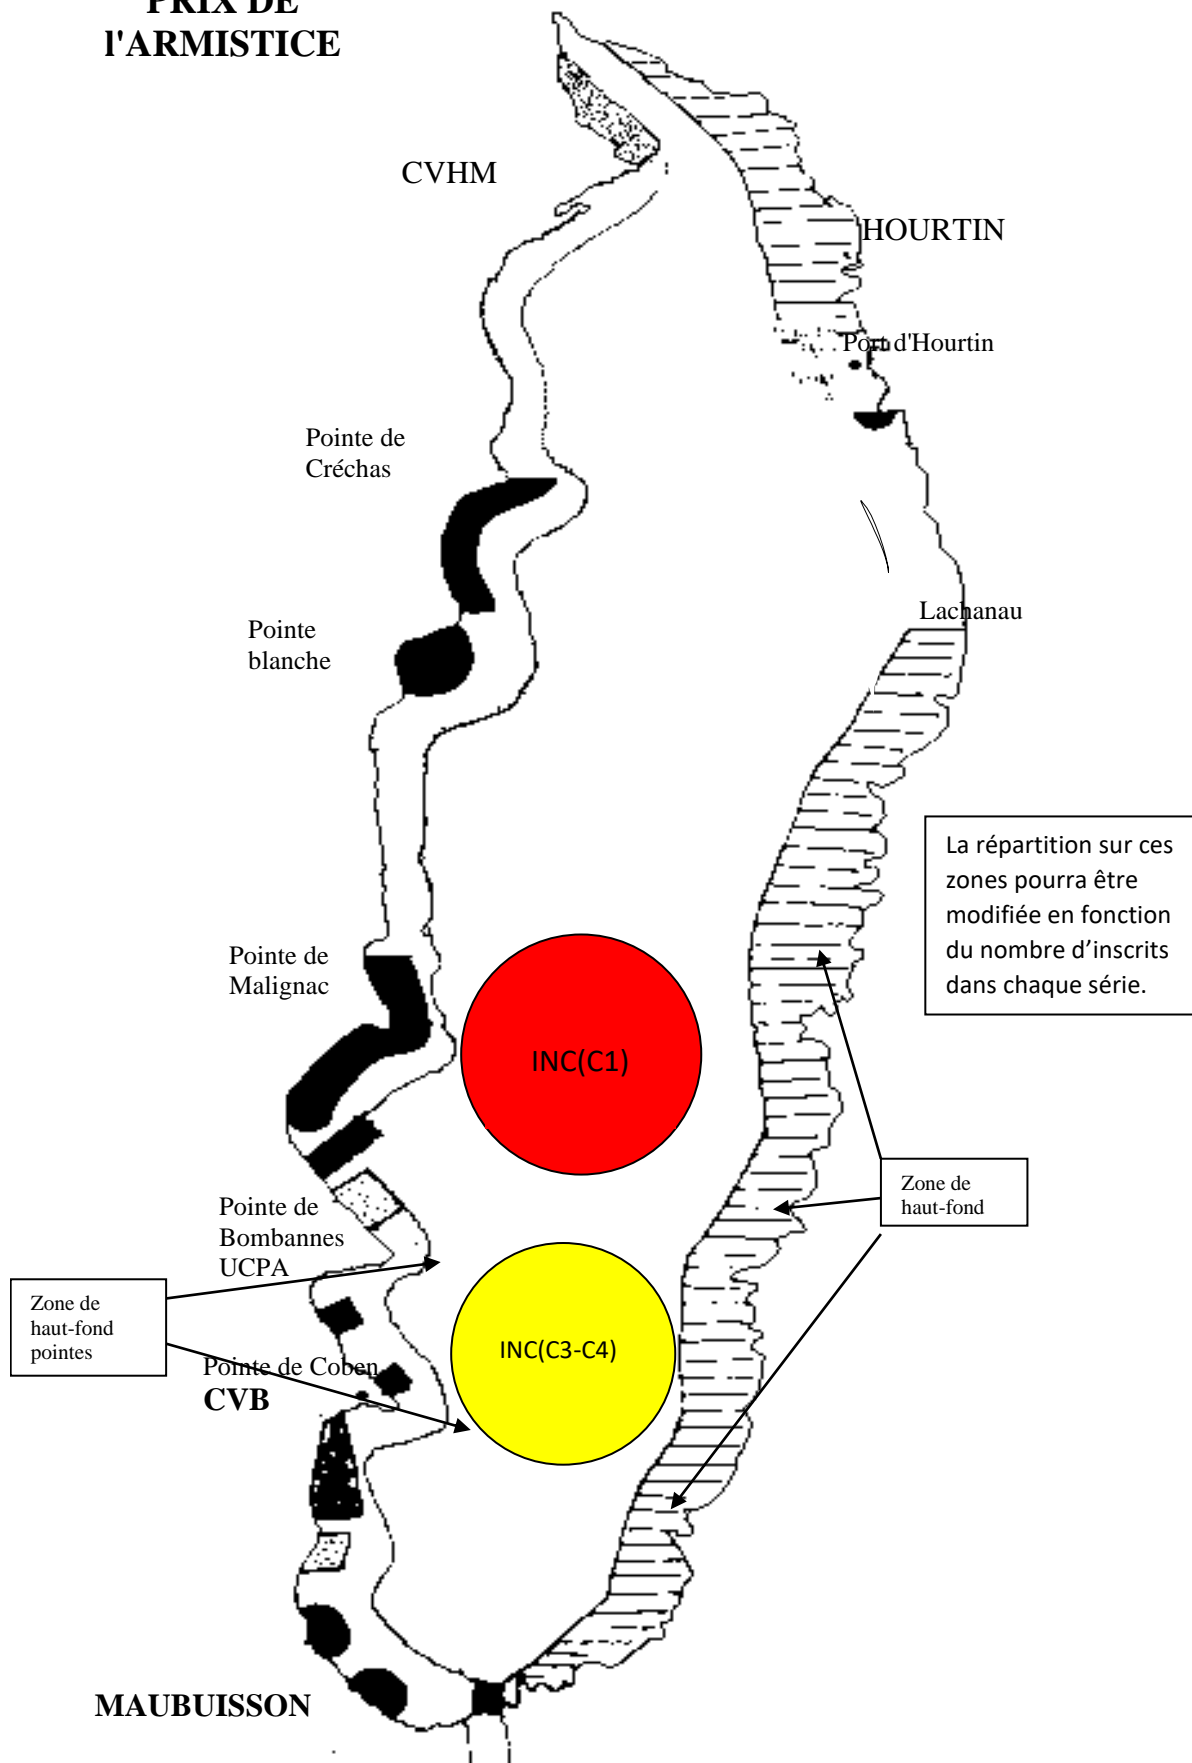 PRIX DE
l'ARMISTICE
CVHM
HOURTIN
Port d'Hourtin
Pointe de
Créchas
Lachanau
Pointe
blanche
La répartition sur ces
zones pourra être
modifiée en fonction
du nombre d’inscrits
dans chaque série.
Pointe de
Malignac
INC(C1)
Zone de
haut-fond
Pointe de
Bombannes
UCPA
Zone de
haut-fond
pointes
INC(C3-C4)
Pointe de Coben
CVB
MAUBUISSON